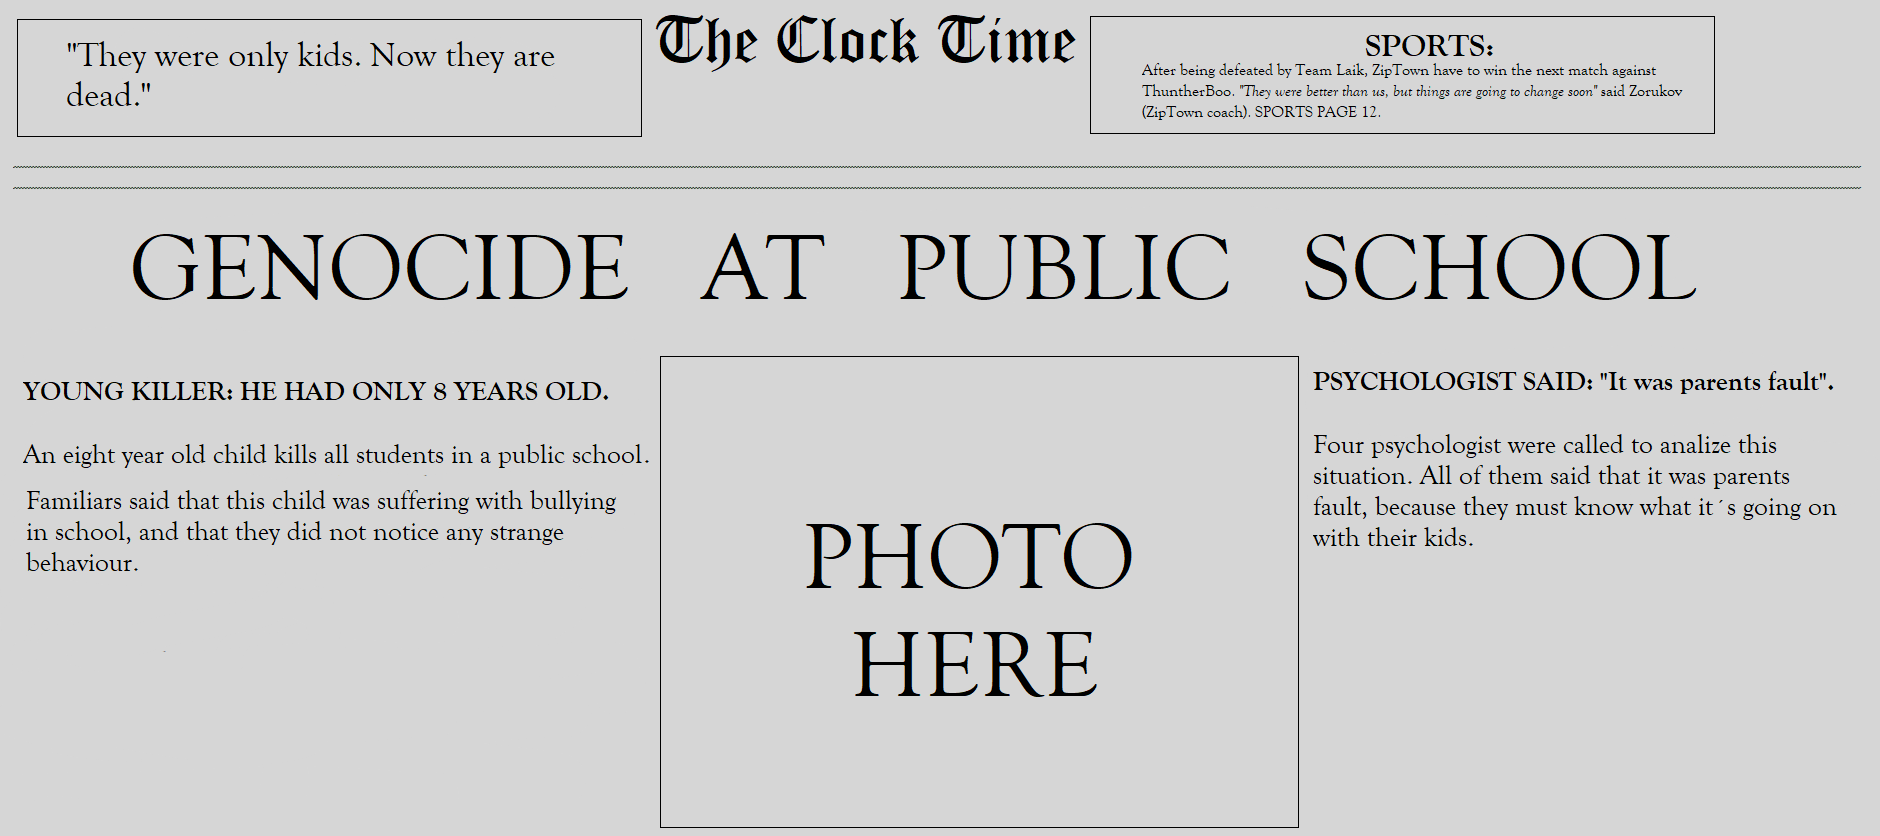 "They were only kids. Now they are
dead."
The Clock Time
SPORTS:
After being defeated by Team Laik, ZipTown have to win the next match against
ThuntherBoo. "They were better than us, but things are going to change soon" said Zorukov
(ZipTown coach). SPORTS PAGE 12.
GENOCIDE AT PUBLIC SCHOOL
YOUNG KILLER: HE HAD ONLY 8 YEARS OLD.
An eight year old child kills all students in a public school.
Familiars said that this child was suffering with bullying
in school, and that they did not notice any strange
behaviour.
PHOTO
HERE
PSYCHOLOGIST SAID: "It was parents fault".
Four psychologist were called to analize this
situation. All of them said that it was parents
fault, because they must know what it´s going on
with their kids.